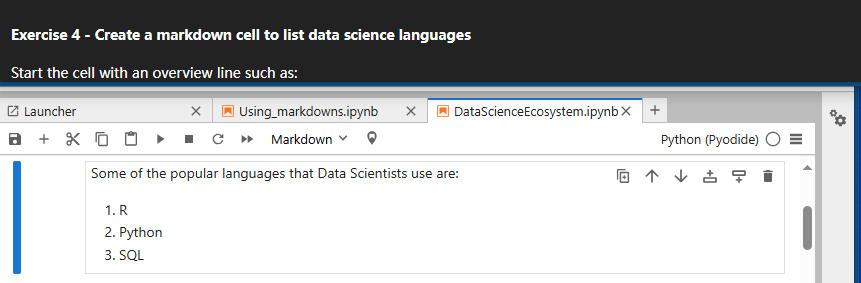 Exercise 4 - Create a markdown cell to list data science languages
Start the cell with an overview line such as:
Launcher
Using_markdowns.ipynb
DataScienceEcosystem.ipynb
Markdown
Python (Pyodide)
Some of the popular languages that Data Scientists use are:
1. R
2. Python
3. SQL